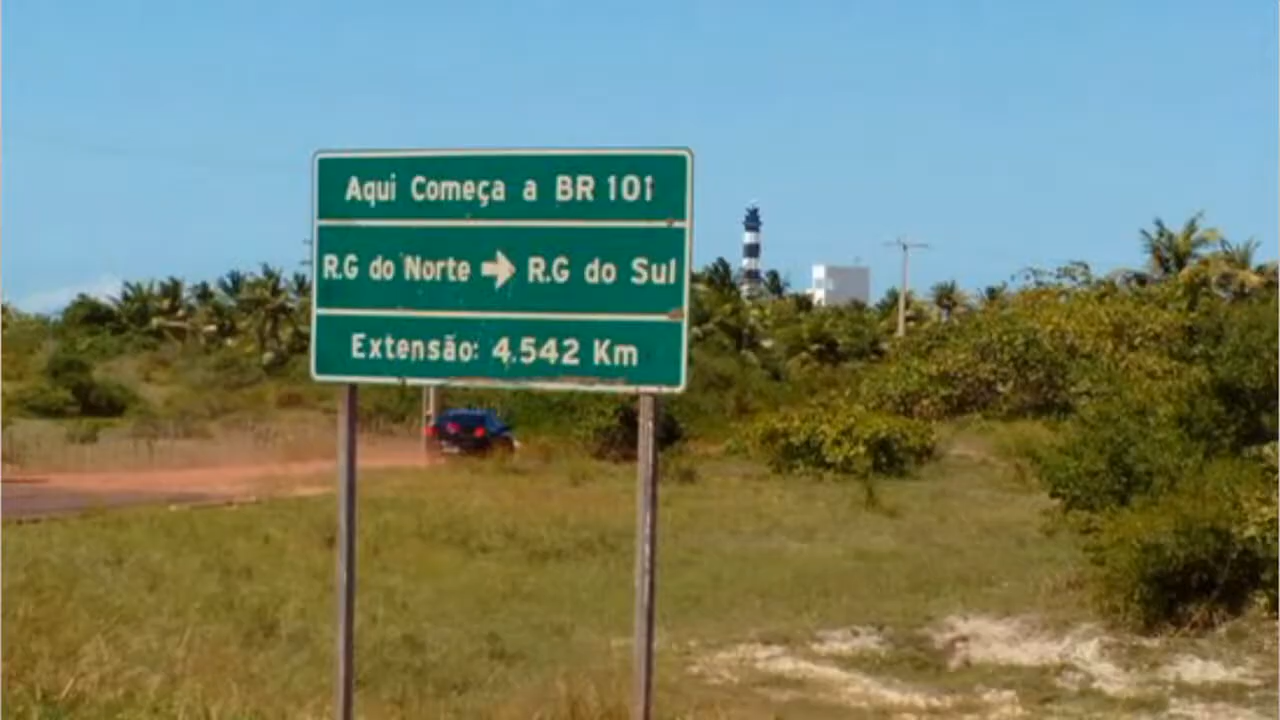 Aqui Começa a BR 101
R.G do Norte ➡ R.G do Sul
Extensão: 4.542 Km